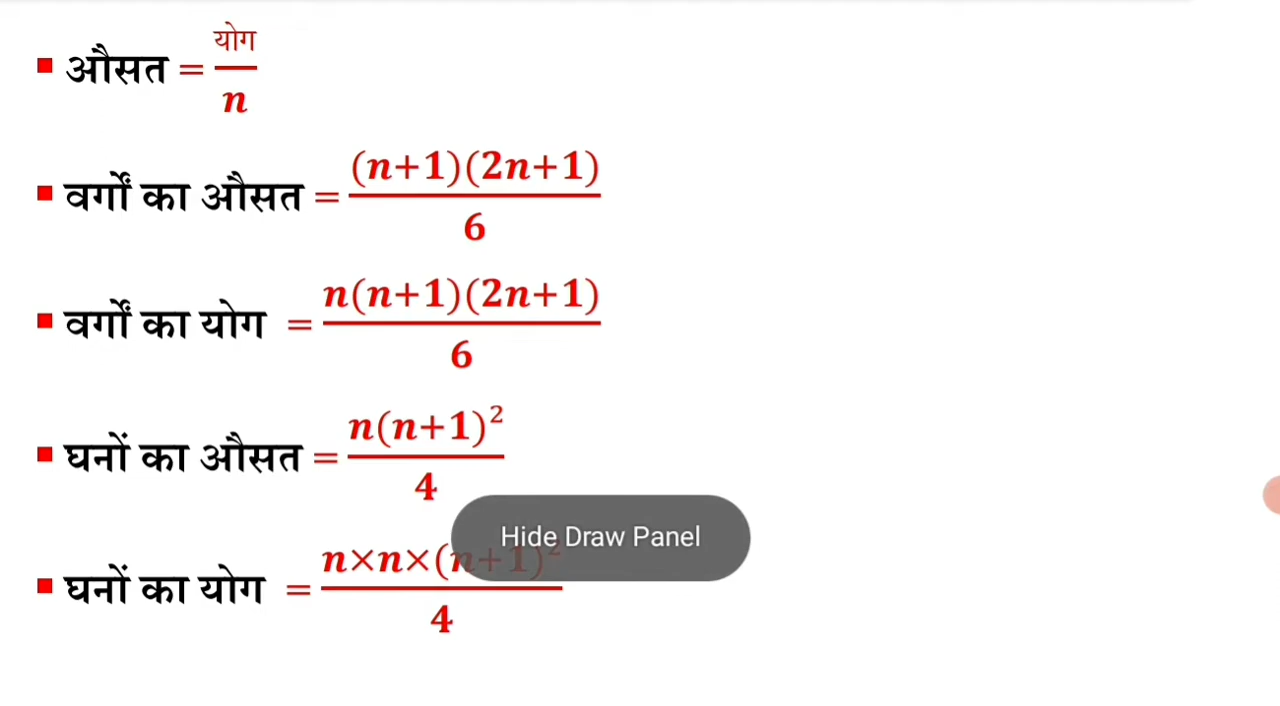 ▪ औसत = योग/n
▪ वर्गों का औसत = (n+1)(2n+1)/6
▪ वर्गों का योग = n(n+1)(2n+1)/6
▪ घनों का औसत = n(n+1)²/4
Hide Draw Panel
▪ घनों का योग = n×n×(n+1)²/4